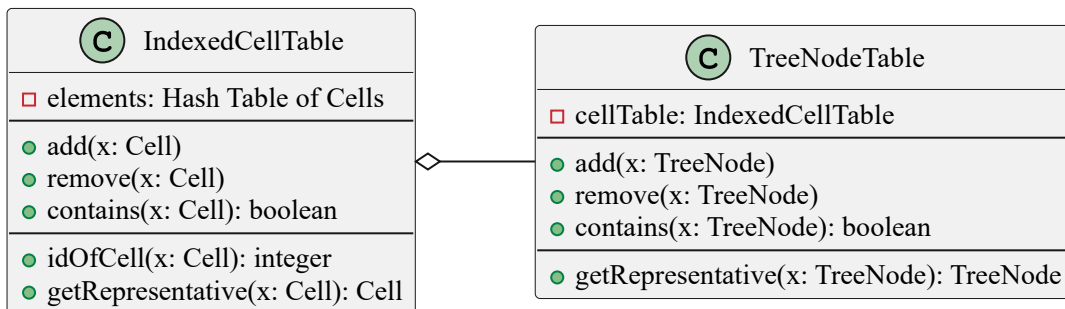 C IndexedCellTable
elements: Hash Table of Cells
add(x: Cell)
remove(x: Cell)
contains(x: Cell): boolean
idOfCell(x: Cell): integer
getRepresentative(x: Cell): Cell
C TreeNodeTable
cellTable: IndexedCellTable
add(x: TreeNode)
remove(x: TreeNode)
contains(x: TreeNode): boolean
getRepresentative(x: TreeNode): TreeNode